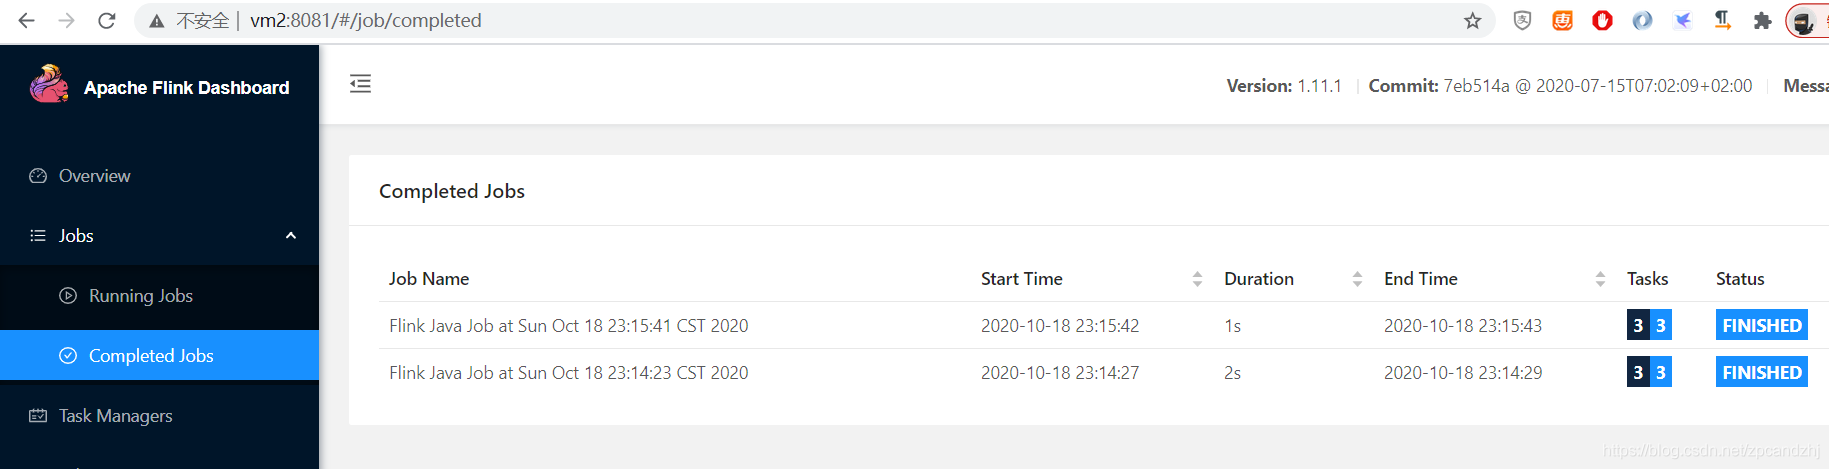 不安全 | vm2:8081/#/job/completed
Apache Flink Dashboard
Version: 1.11.1 Commit: 7eb514a @ 2020-07-15T07:02:09+02:00 Messa
Overview
Jobs
Running Jobs
Completed Jobs
Task Managers
Completed Jobs
Job Name Start Time Duration End Time Tasks Status
Flink Java Job at Sun Oct 18 23:15:41 CST 2020 2020-10-18 23:15:42 1s 2020-10-18 23:15:43 3 3 FINISHED
Flink Java Job at Sun Oct 18 23:14:23 CST 2020 2020-10-18 23:14:27 2s 2020-10-18 23:14:29 3 3 FINISHED
https://blog.csdn.net/zpcandzhj